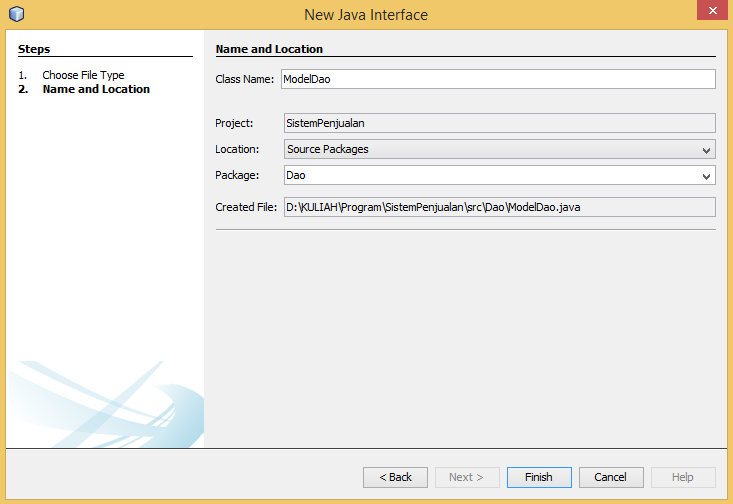 New Java Interface
Steps
1. Choose File Type
2. Name and Location
Name and Location
Class Name: ModelDao
Project: SistemPenjualan
Location: Source Packages
Package: Dao
Created File: D:\KULIAH\Program\SistemPenjualan\src\Dao\ModelDao.java
< Back Next > Finish Cancel Help